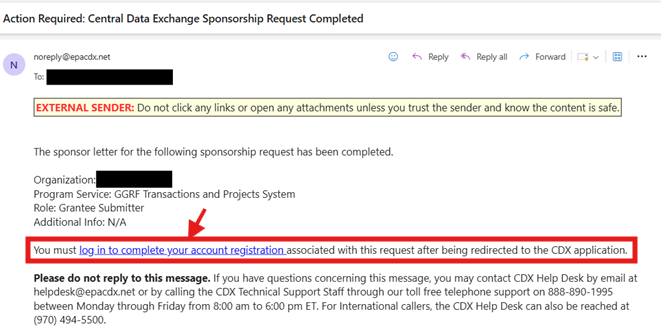 Action Required: Central Data Exchange Sponsorship Request Completed
N
noreply@epacdx.net
Reply
Reply all
Forward
To:
EXTERNAL SENDER: Do not click any links or open any attachments unless you trust the sender and know the content is safe.
The sponsor letter for the following sponsorship request has been completed.
Organization:
Program Service: GGRF Transactions and Projects System
Role: Grantee Submitter
Additional Info: N/A
You must log in to complete your account registration associated with this request after being redirected to the CDX application.
Please do not reply to this message. If you have questions concerning this message, you may contact CDX Help Desk by email at
helpdesk@epacdx.net or by calling the CDX Technical Support Staff through our toll free telephone support on 888-890-1995
between Monday through Friday from 8:00 am to 6:00 pm ET. For International callers, the CDX Help Desk can also be reached at
(970) 494-5500.